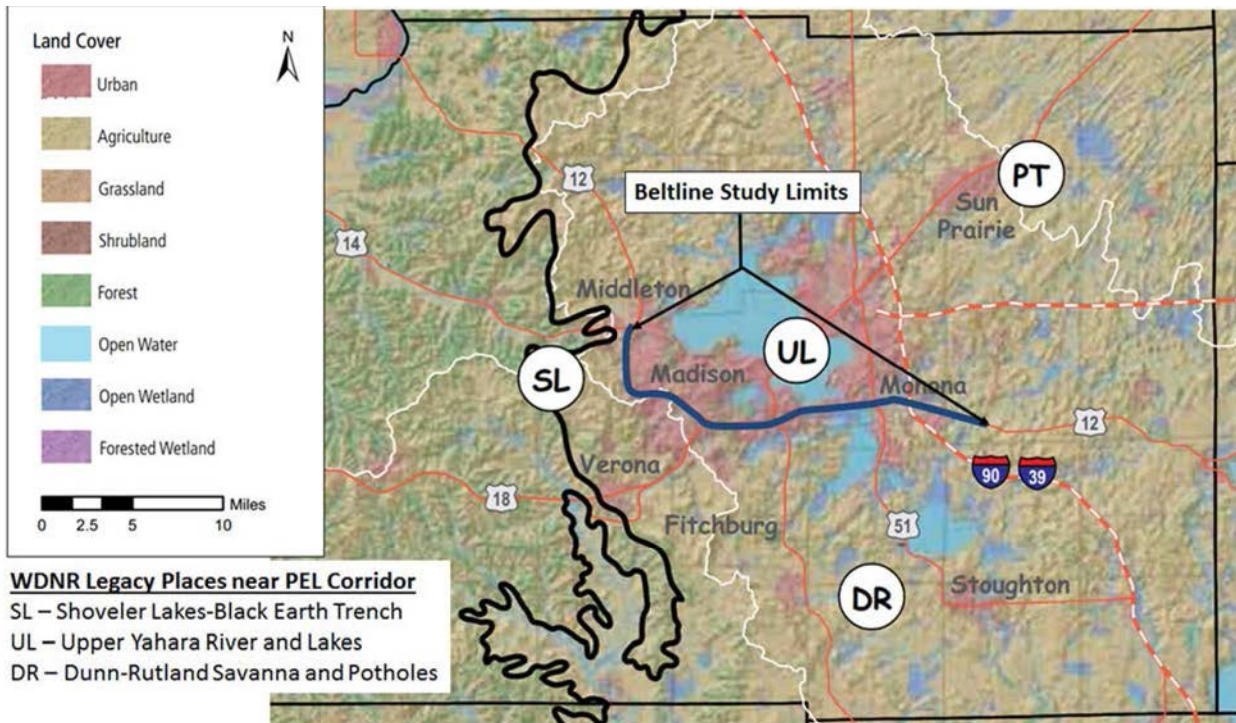 Land Cover
N
Urban
Agriculture
Grassland
Shrubland
Forest
Open Water
Open Wetland
Forested Wetland
Miles
0 2.5 5 10
WDNR Legacy Places near PEL Corridor
SL – Shoveler Lakes-Black Earth Trench
UL – Upper Yahara River and Lakes
DR – Dunn-Rutland Savanna and Potholes
12
Beltline Study Limits
PT
Sun
Prairie
14
Middleton
UL
SL
Madison
Monona
12
Verona
90 39
18
Fitchburg
51
DR
Stoughton